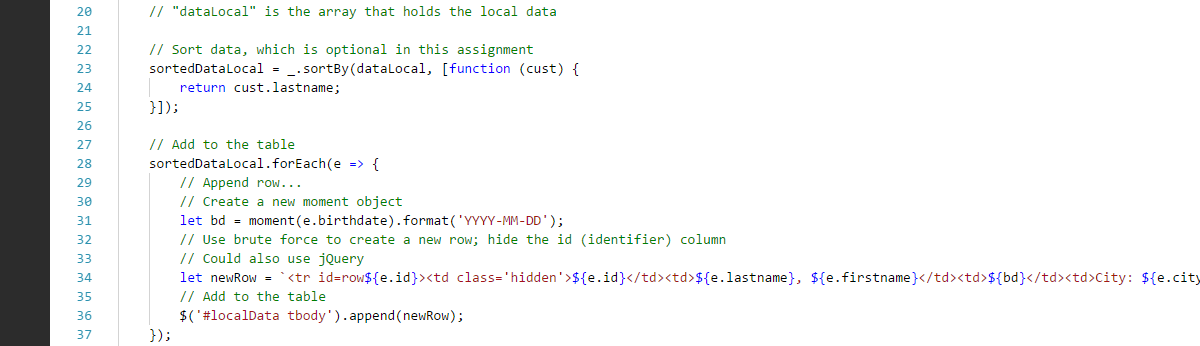 20 // "dataLocal" is the array that holds the local data
21
22 // Sort data, which is optional in this assignment
23 sortedDataLocal = _.sortBy(dataLocal, [function (cust) {
24 return cust.lastname;
25 }]);
26
27 // Add to the table
28 sortedDataLocal.forEach(e => {
29 // Append row...
30 // Create a new moment object
31 let bd = moment(e.birthdate).format('YYYY-MM-DD');
32 // Use brute force to create a new row; hide the id (identifier) column
33 // Could also use jQuery
34 let newRow = `<tr id=row${e.id}><td class='hidden'>${e.id}</td><td>${e.lastname}, ${e.firstname}</td><td>${bd}</td><td>City: ${e.city
35 // Add to the table
36 $('#localData tbody').append(newRow);
37 });